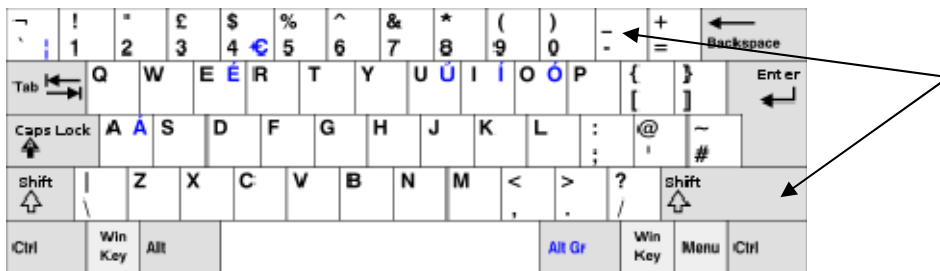 ¬ ! " £ $ % ^ & * ( ) _ +
` ¦ 1 2 3 4 € 5 6 7 8 9 0 - = Backspace
Tab Q W E É R T Y U Ú I Í O Ó P { } Enter
[ ]
Caps Lock A Á S D F G H J K L : @ ~
; ' #
Shift | Z X C V B N M < > ? Shift
\ , . /
Ctrl Win Key Alt Alt Gr Win Key Menu Ctrl